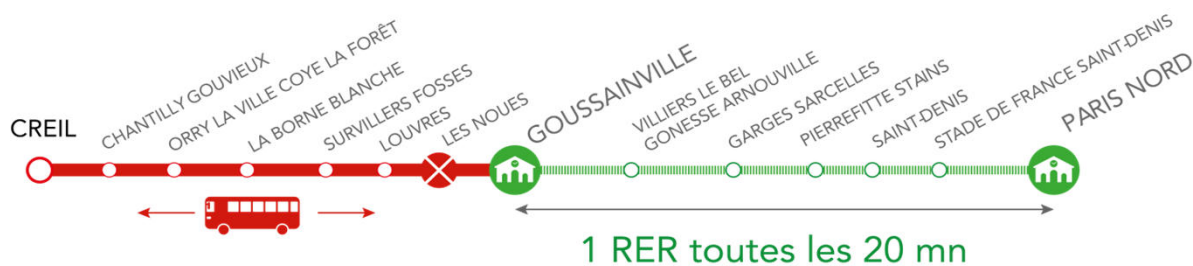 CREIL
CHANTILLY GOUVIEUX
ORRY LA VILLE COYE LA FORÊT
LA BORNE BLANCHE
SURVILLERS FOSSES
LOUVRES
LES NOUES
GOUSSAINVILLE
VILLIERS LE BEL
GONESSE ARNOUVILLE
GARGES SARCELLES
PIERREFITTE STAINS
SAINT-DENIS
STADE DE FRANCE SAINT-DENIS
PARIS NORD
1 RER toutes les 20 mn